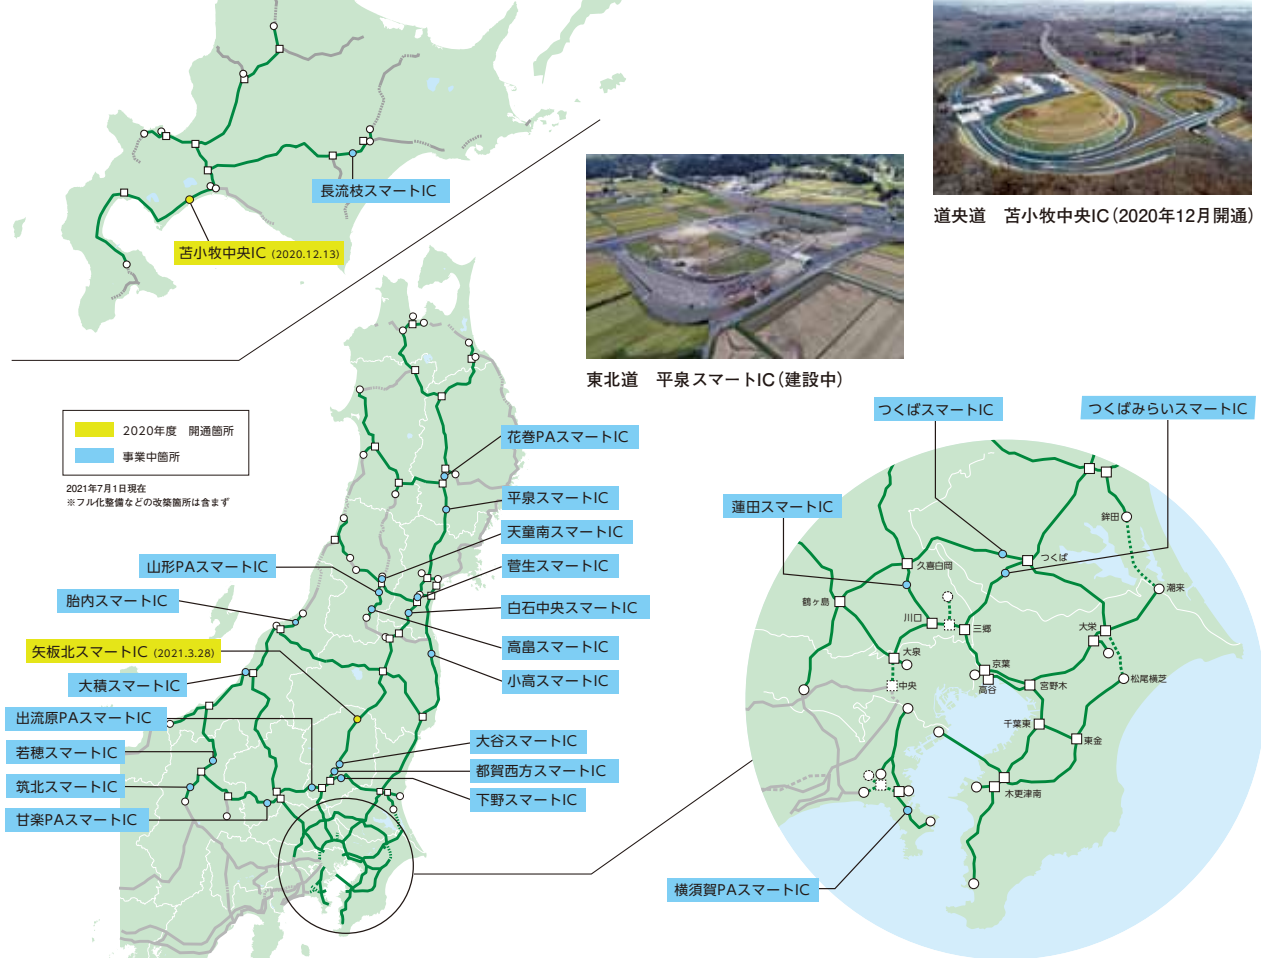 道央道 苫小牧中央IC(2020年12月開通)
長流枝スマートIC
苫小牧中央IC (2020.12.13)
東北道 平泉スマートIC(建設中)
2020年度 開通箇所
事業中箇所
2021年7月1日現在
※フル化整備などの改築箇所は含まず
花巻PAスマートIC
平泉スマートIC
天童南スマートIC
山形PAスマートIC
菅生スマートIC
胎内スマートIC
白石中央スマートIC
矢板北スマートIC (2021.3.28)
高畠スマートIC
大積スマートIC
小高スマートIC
出流原PAスマートIC
若穂スマートIC
大谷スマートIC
筑北スマートIC
都賀西方スマートIC
甘楽PAスマートIC
下野スマートIC
つくばスマートIC
つくばみらいスマートIC
蓮田スマートIC
鉾田
つくば
久喜白岡
潮来
鶴ヶ島
川口
三郷
大栄
大泉
京葉
高谷
中央
宮野木
松尾横芝
千葉東
東金
木更津南
横須賀PAスマートIC